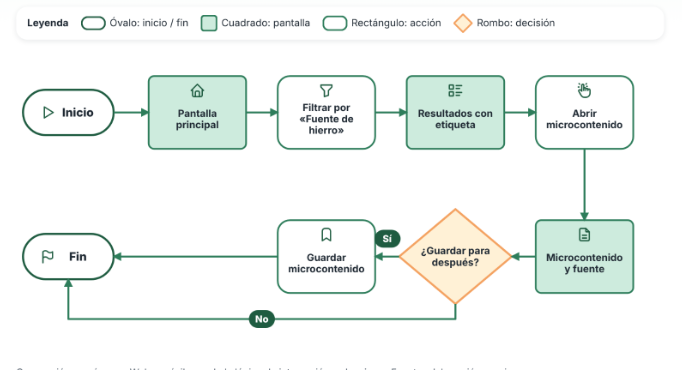 Leyenda
Óvalo: inicio / fin
Cuadrado: pantalla
Rectángulo: acción
Rombo: decisión
Inicio
Pantalla
principal
Filtrar por
«Fuente de
hierro»
Resultados con
etiqueta
Abrir
microcontenido
Microcontenido
y fuente
¿Guardar para
después?
Sí
Guardar
microcontenido
Fin
No